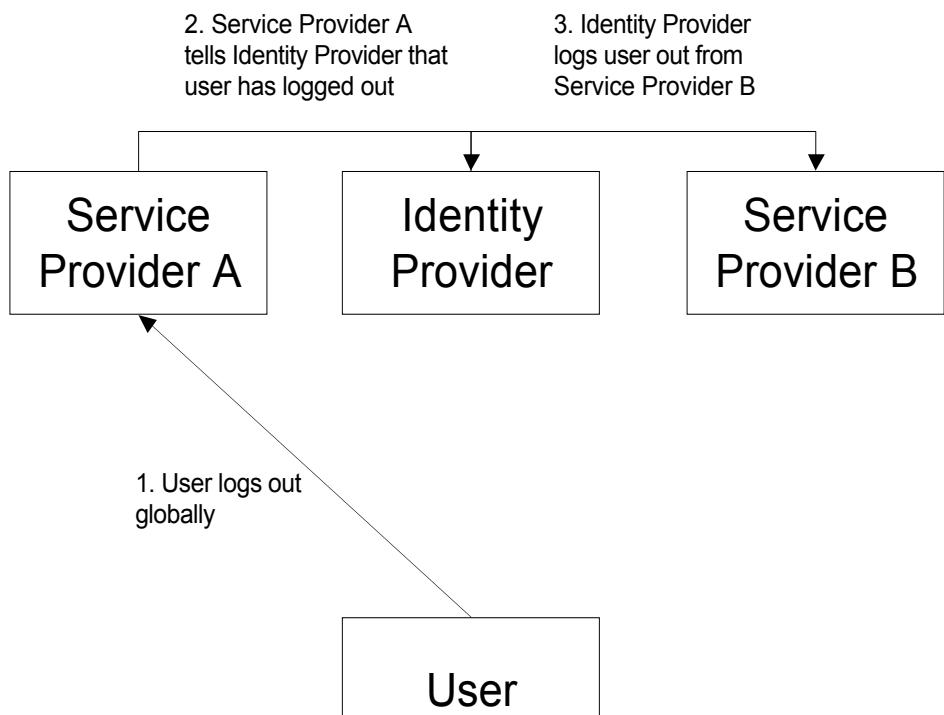 2. Service Provider A
tells Identity Provider that
user has logged out
3. Identity Provider
logs user out from
Service Provider B
Service
Provider A
Identity
Provider
Service
Provider B
1. User logs out
globally
User